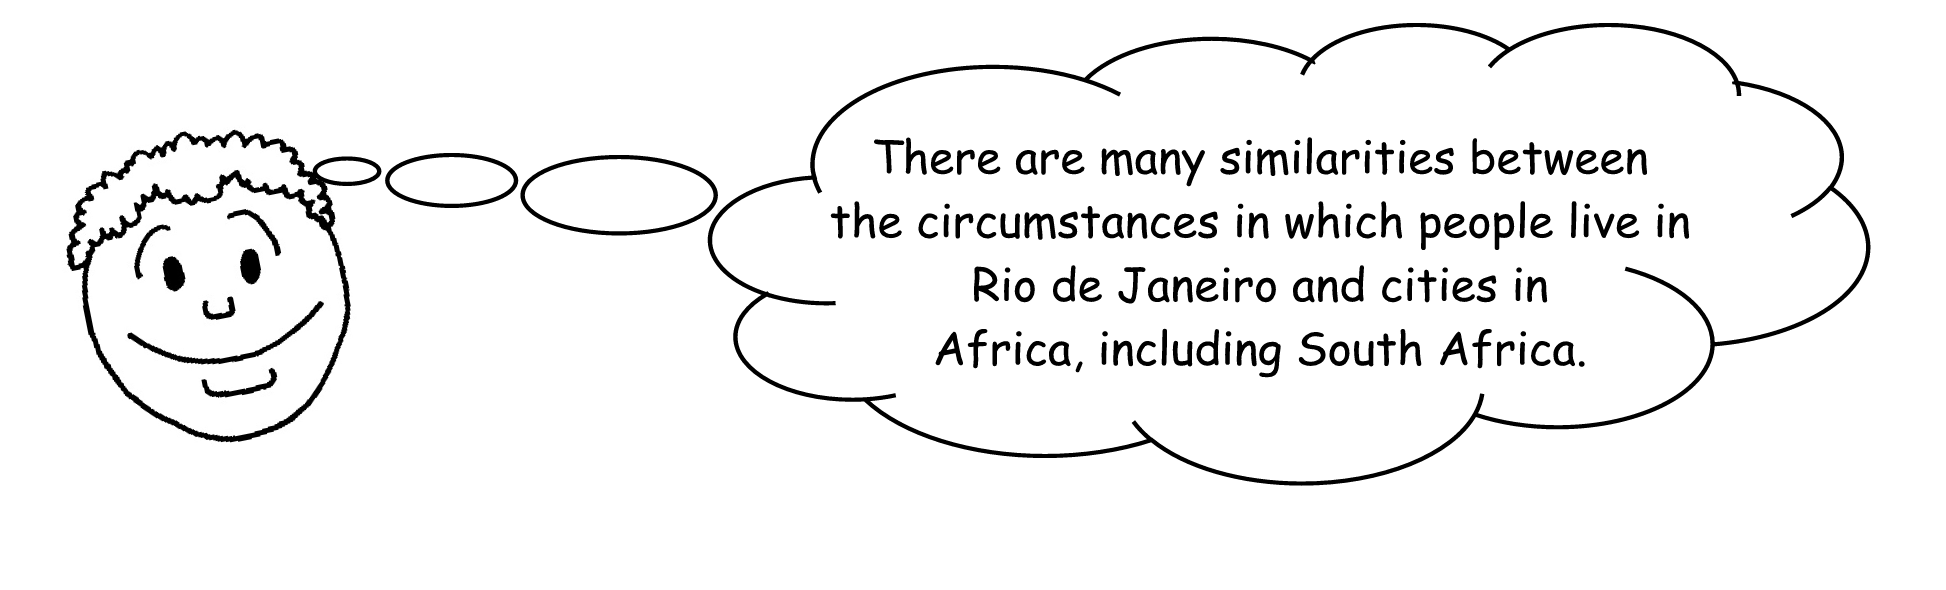 There are many similarities between
the circumstances in which people live in
Rio de Janeiro and cities in
Africa, including South Africa.